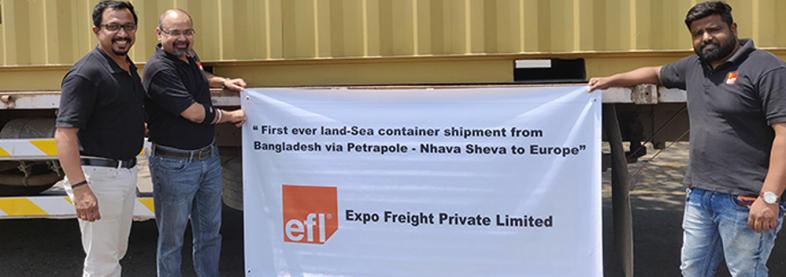 “ First ever land-Sea container shipment from
Bangladesh via Petrapole - Nhava Sheva to Europe”
efl®
Expo Freight Private Limited